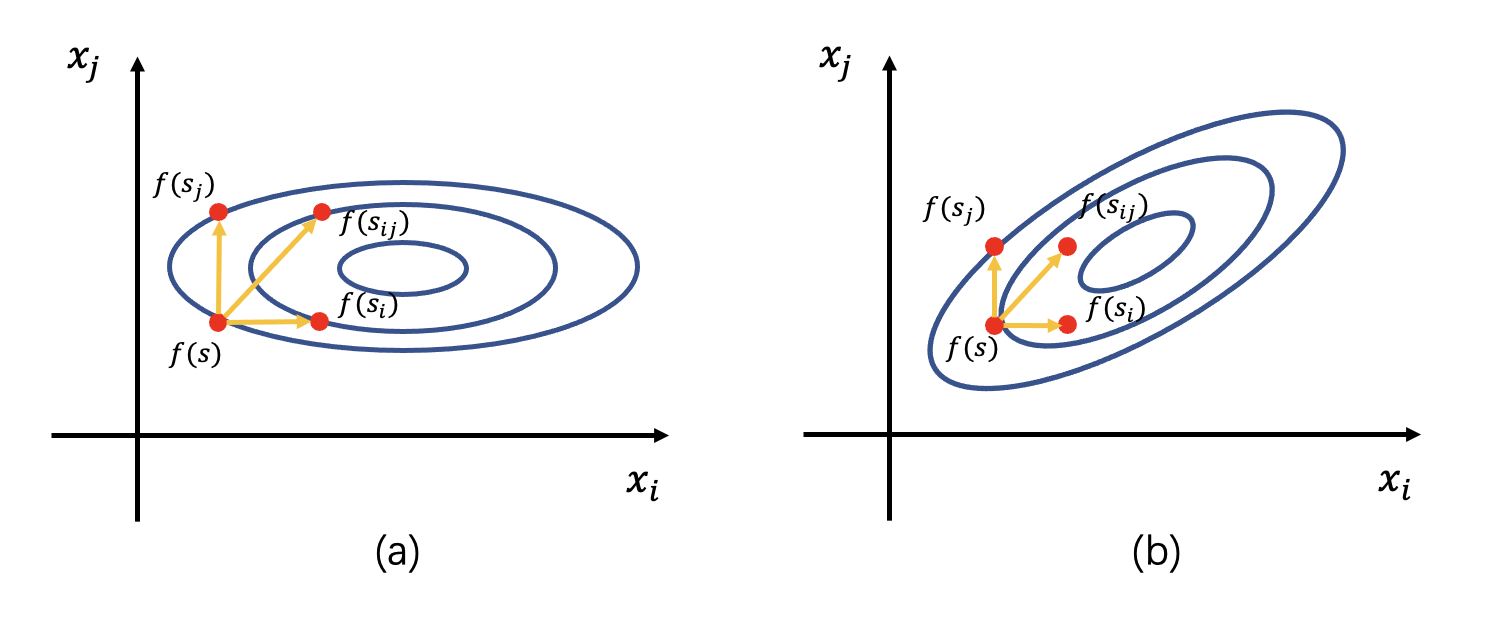 x_j
f(s_j)
f(s_ij)
f(s_i)
f(s)
x_i
(a)
x_j
f(s_ij)
f(s_j)
f(s_i)
f(s)
x_i
(b)